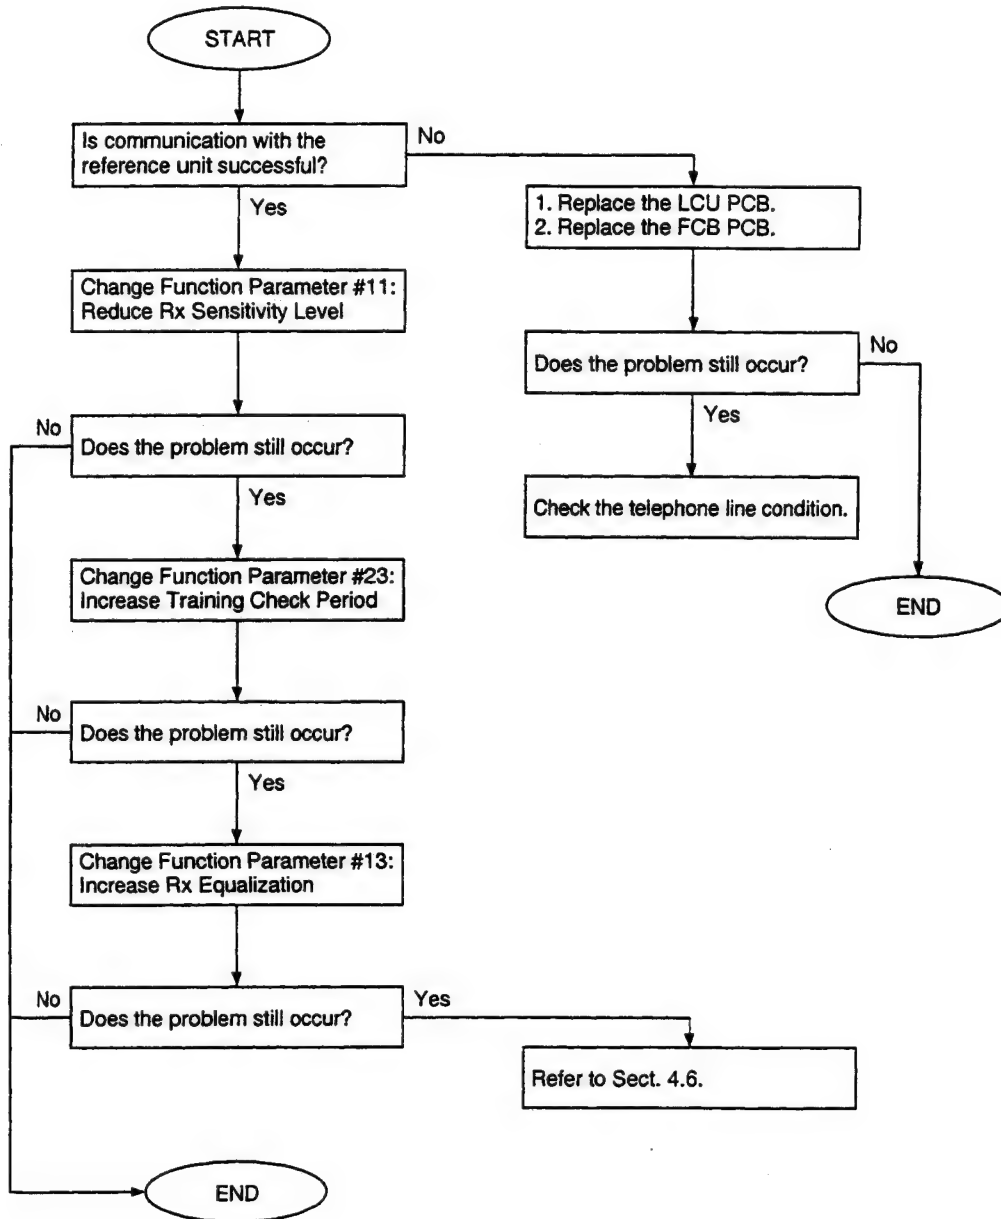 START
Is communication with the
reference unit successful?
No
Yes
1. Replace the LCU PCB.
2. Replace the FCB PCB.
Change Function Parameter #11:
Reduce Rx Sensitivity Level
Does the problem still occur?
No
Yes
No
Does the problem still occur?
Yes
Check the telephone line condition.
Change Function Parameter #23:
Increase Training Check Period
END
No
Does the problem still occur?
Yes
Change Function Parameter #13:
Increase Rx Equalization
No
Does the problem still occur?
Yes
Refer to Sect. 4.6.
END